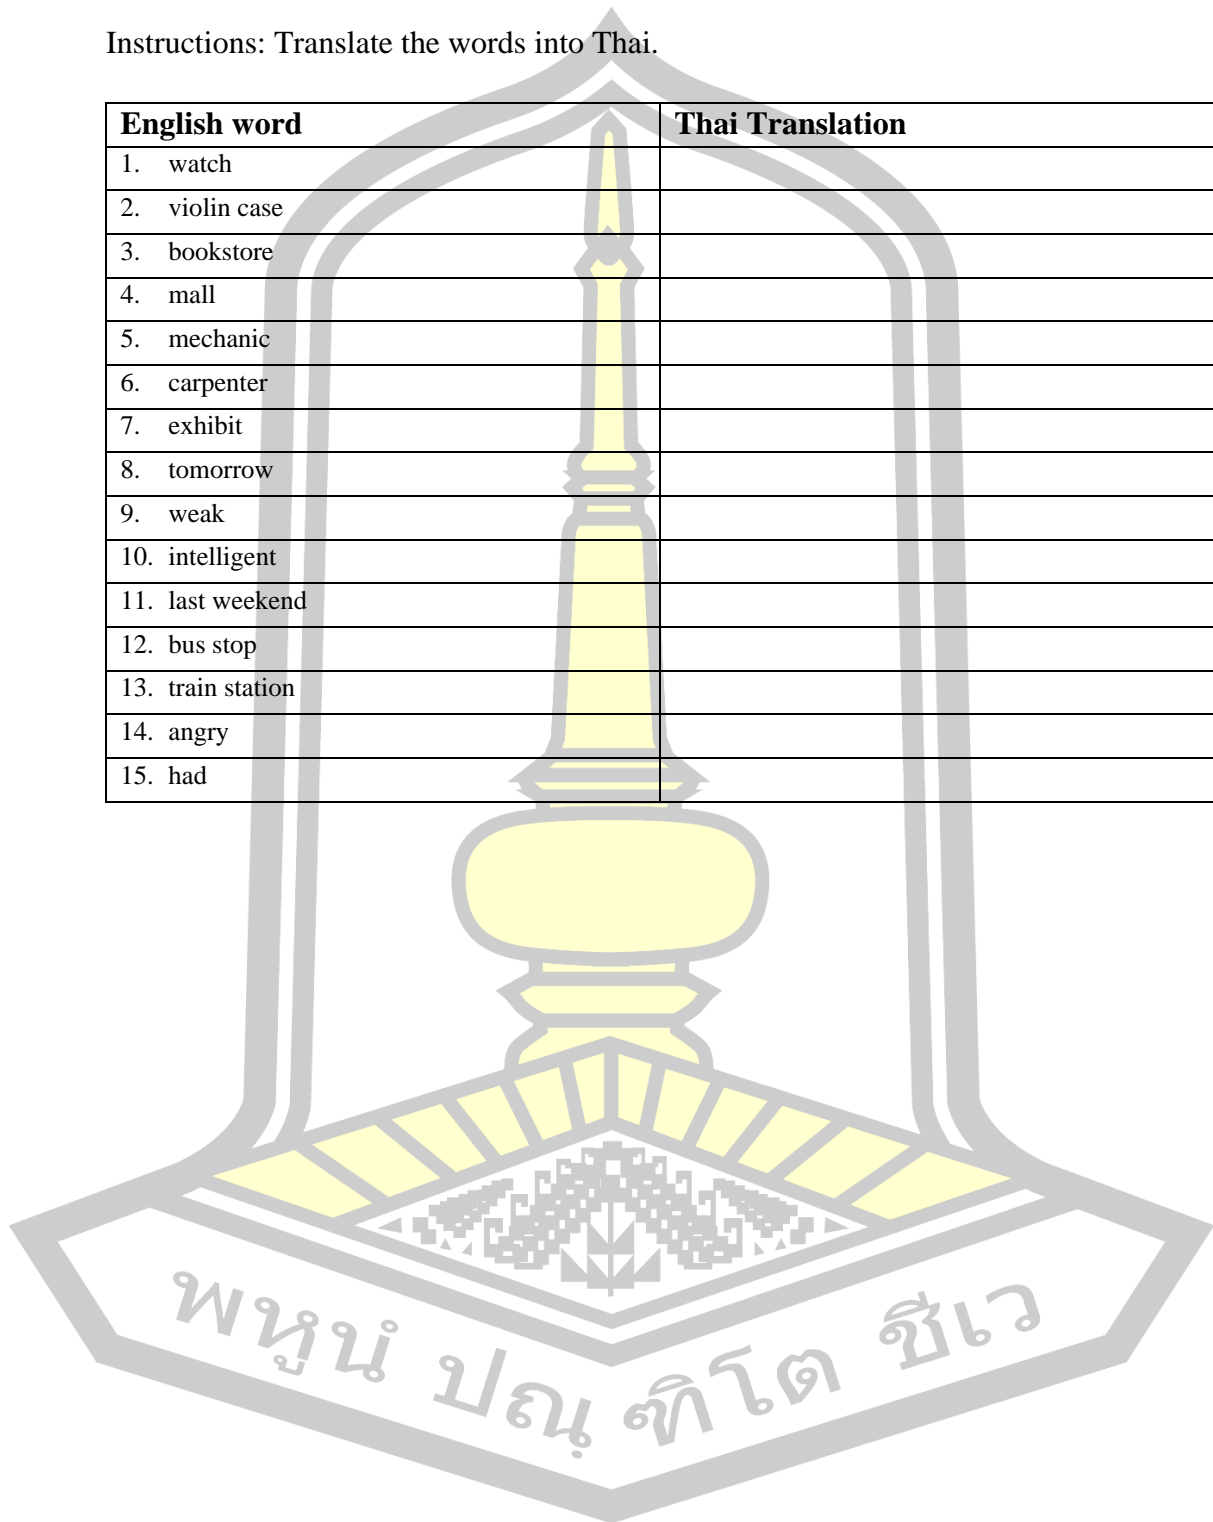 Instructions: Translate the words into Thai.
English word Thai Translation
1. watch
2. violin case
3. bookstore
4. mall
5. mechanic
6. carpenter
7. exhibit
8. tomorrow
9. weak
10. intelligent
11. last weekend
12. bus stop
13. train station
14. angry
15. had
พหูนํ ปณฺฑิโต ชีเว